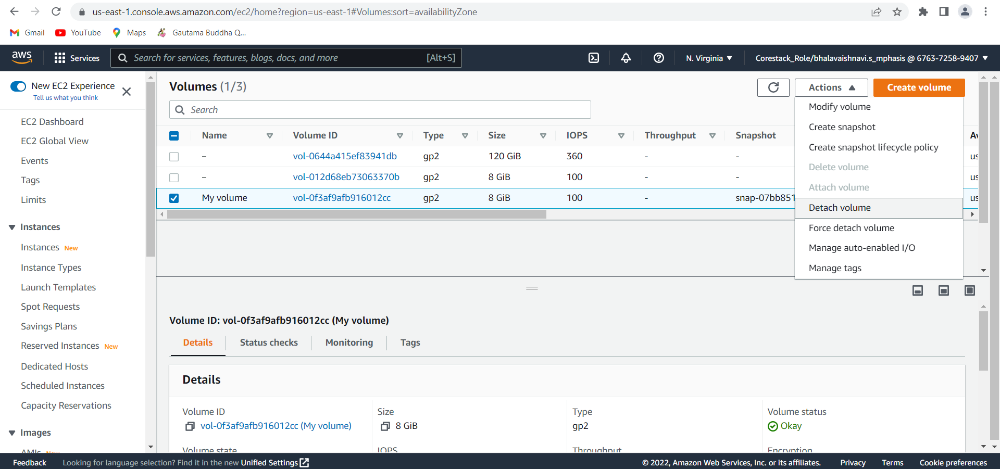 us-east-1.console.aws.amazon.com/ec2/home?region=us-east-1#Volumes:sort=availabilityZone
Gmail YouTube Maps Gautama Buddha Q...
aws Services Search for services, features, blogs, docs, and more [Alt+S] N. Virginia Corestack_Role/bhalavaishnavi.s_mphasis @ 6763-7258-9407
New EC2 Experience
Tell us what you think
EC2 Dashboard
EC2 Global View
Events
Tags
Limits
Instances
Instances New
Instance Types
Launch Templates
Spot Requests
Savings Plans
Reserved Instances New
Dedicated Hosts
Scheduled Instances
Capacity Reservations
Images
AMIs New
Volumes (1/3)
Actions
Create volume
Search
Name Volume ID Type Size IOPS Throughput Snapshot
– vol-0644a415ef83941db gp2 120 GiB 360 - - us
– vol-012d68eb73063370b gp2 8 GiB 100 - - us
My volume vol-0f3af9afb916012cc gp2 8 GiB 100 - snap-07bb851 us
Modify volume
Create snapshot
Create snapshot lifecycle policy
Delete volume
Attach volume
Detach volume
Force detach volume
Manage auto-enabled I/O
Manage tags
Volume ID: vol-0f3af9afb916012cc (My volume)
Details Status checks Monitoring Tags
Details
Volume ID Size Type Volume status
vol-0f3af9afb916012cc (My volume) 8 GiB gp2 Okay
Volume state IOPS Throughput Encryption
Feedback Looking for language selection? Find it in the new Unified Settings © 2022, Amazon Web Services, Inc. or its affiliates. Privacy Terms Cookie preferences